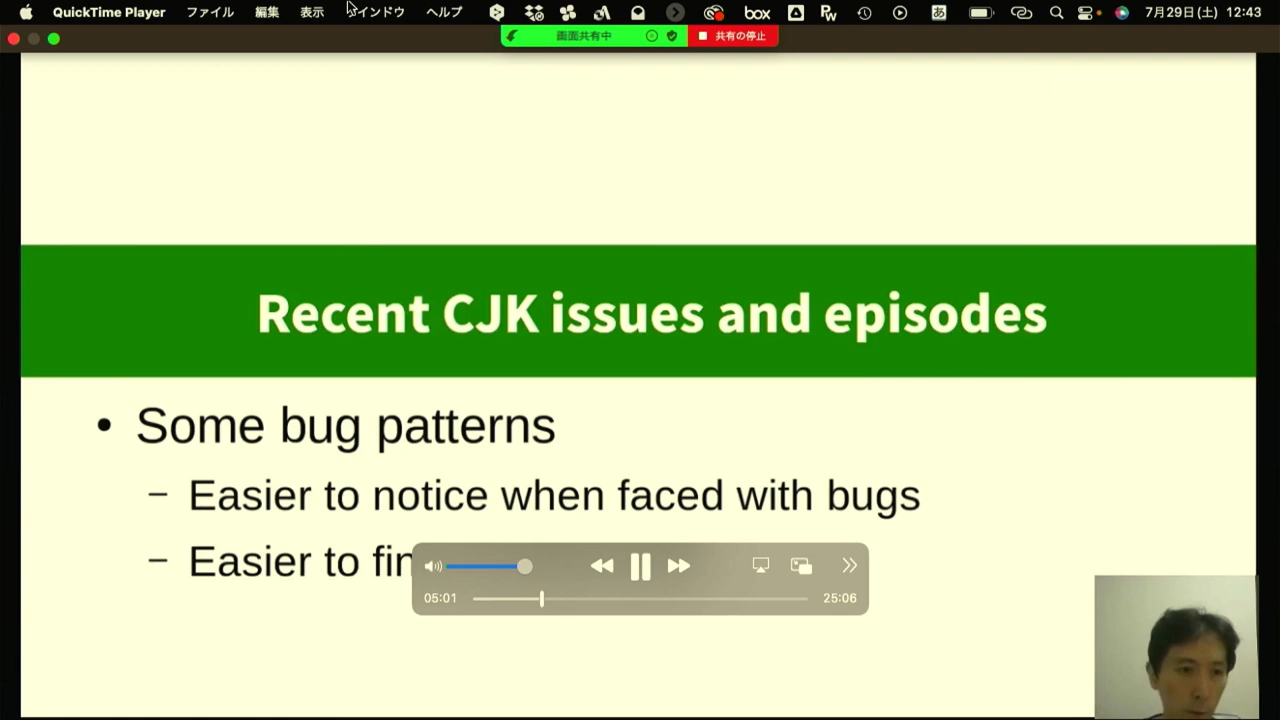 QuickTime Player ファイル 編集 表示 ウインドウ ヘルプ box あ 7月29日(土) 12:43
画面共有中 共有の停止
Recent CJK issues and episodes
• Some bug patterns
– Easier to notice when faced with bugs
– Easier to
05:01 25:06